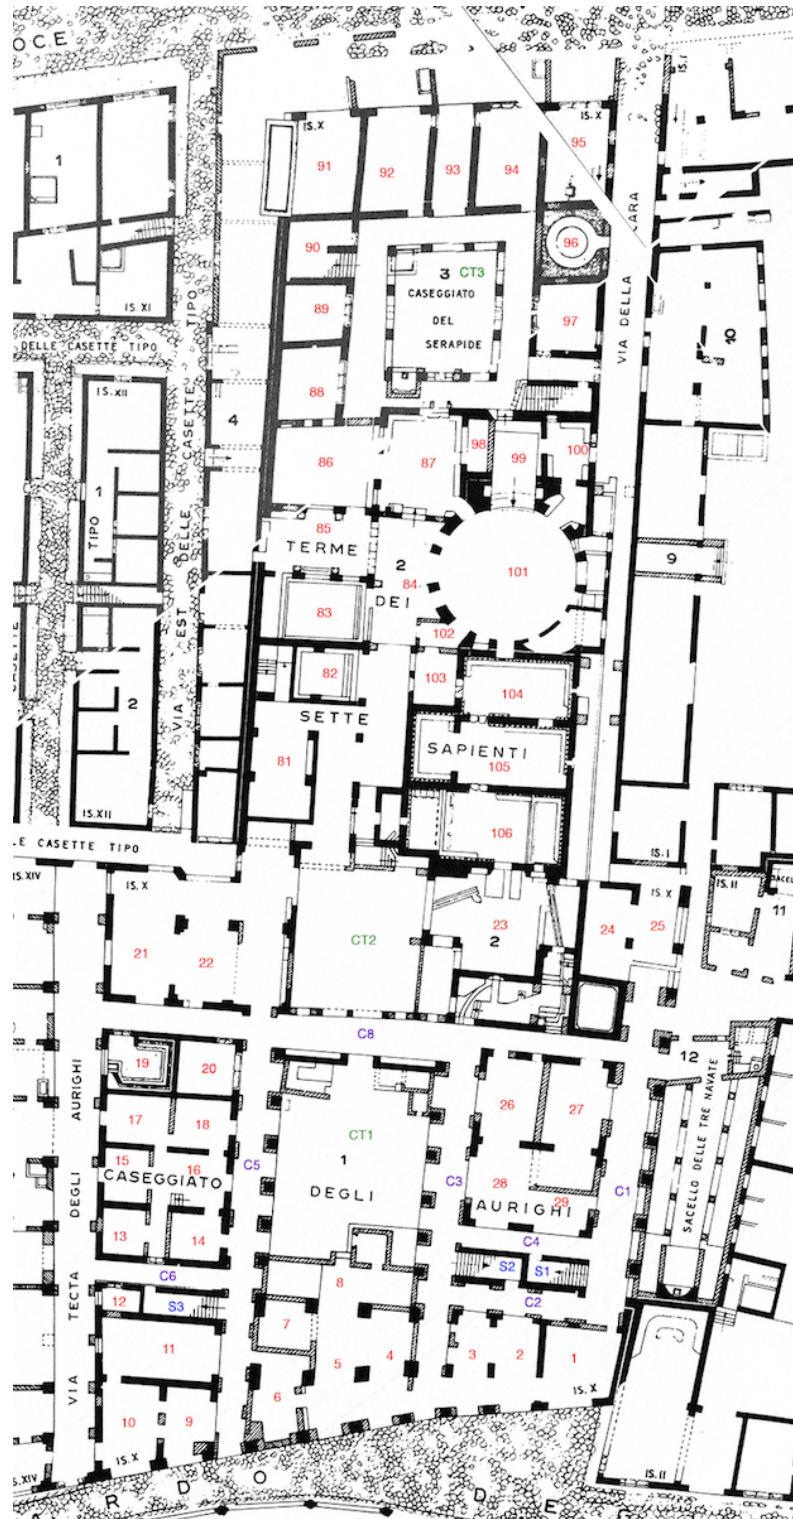 OCE
IS. I
1
IS. X
IS. X
91
92
93
94
95
CARA
90
96
3
CT3
CASEGGIATO
DEL
SERAPIDE
IS. XI
TIPO
89
97
VIA DELLA
10
DELLE CASETTE TIPO
88
IS. XII
CASETTE
4
86
87
98
99
100
1
TIPO
DELLE
85
TERME
2
84
DEI
101
9
CASETTE
EST
83
102
82
103
104
2
VIA
SETTE
81
SAPIENTI
105
106
IS. XII
IS. I
LE CASETTE TIPO
IS. XIV
IS. X
IS. X
IS. II
SACELLO
11
21
22
CT2
23
2
24
25
C8
12
19
20
26
27
SACELLO DELLE TRE NAVATE
AURIGHI
17
18
CT1
1
15
16
C5
C3
28
29
C1
CASEGGIATO
DEGLI
AURIGHI
DEGLI
13
14
C4
C6
8
S2
S1
12
S3
C2
TECTA
7
11
5
4
3
2
1
VIA
6
10
9
IS. X
IS. X
IS. XIV
IS. II
A R D O
D E G